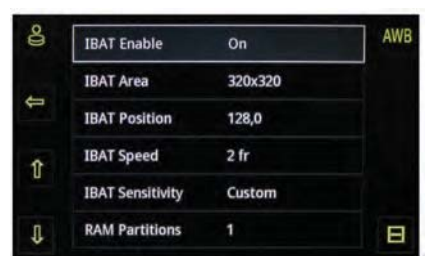 IBAT Enable On
AWB
IBAT Area 320x320
IBAT Position 128,0
IBAT Speed 2 fr
IBAT Sensitivity Custom
RAM Partitions 1